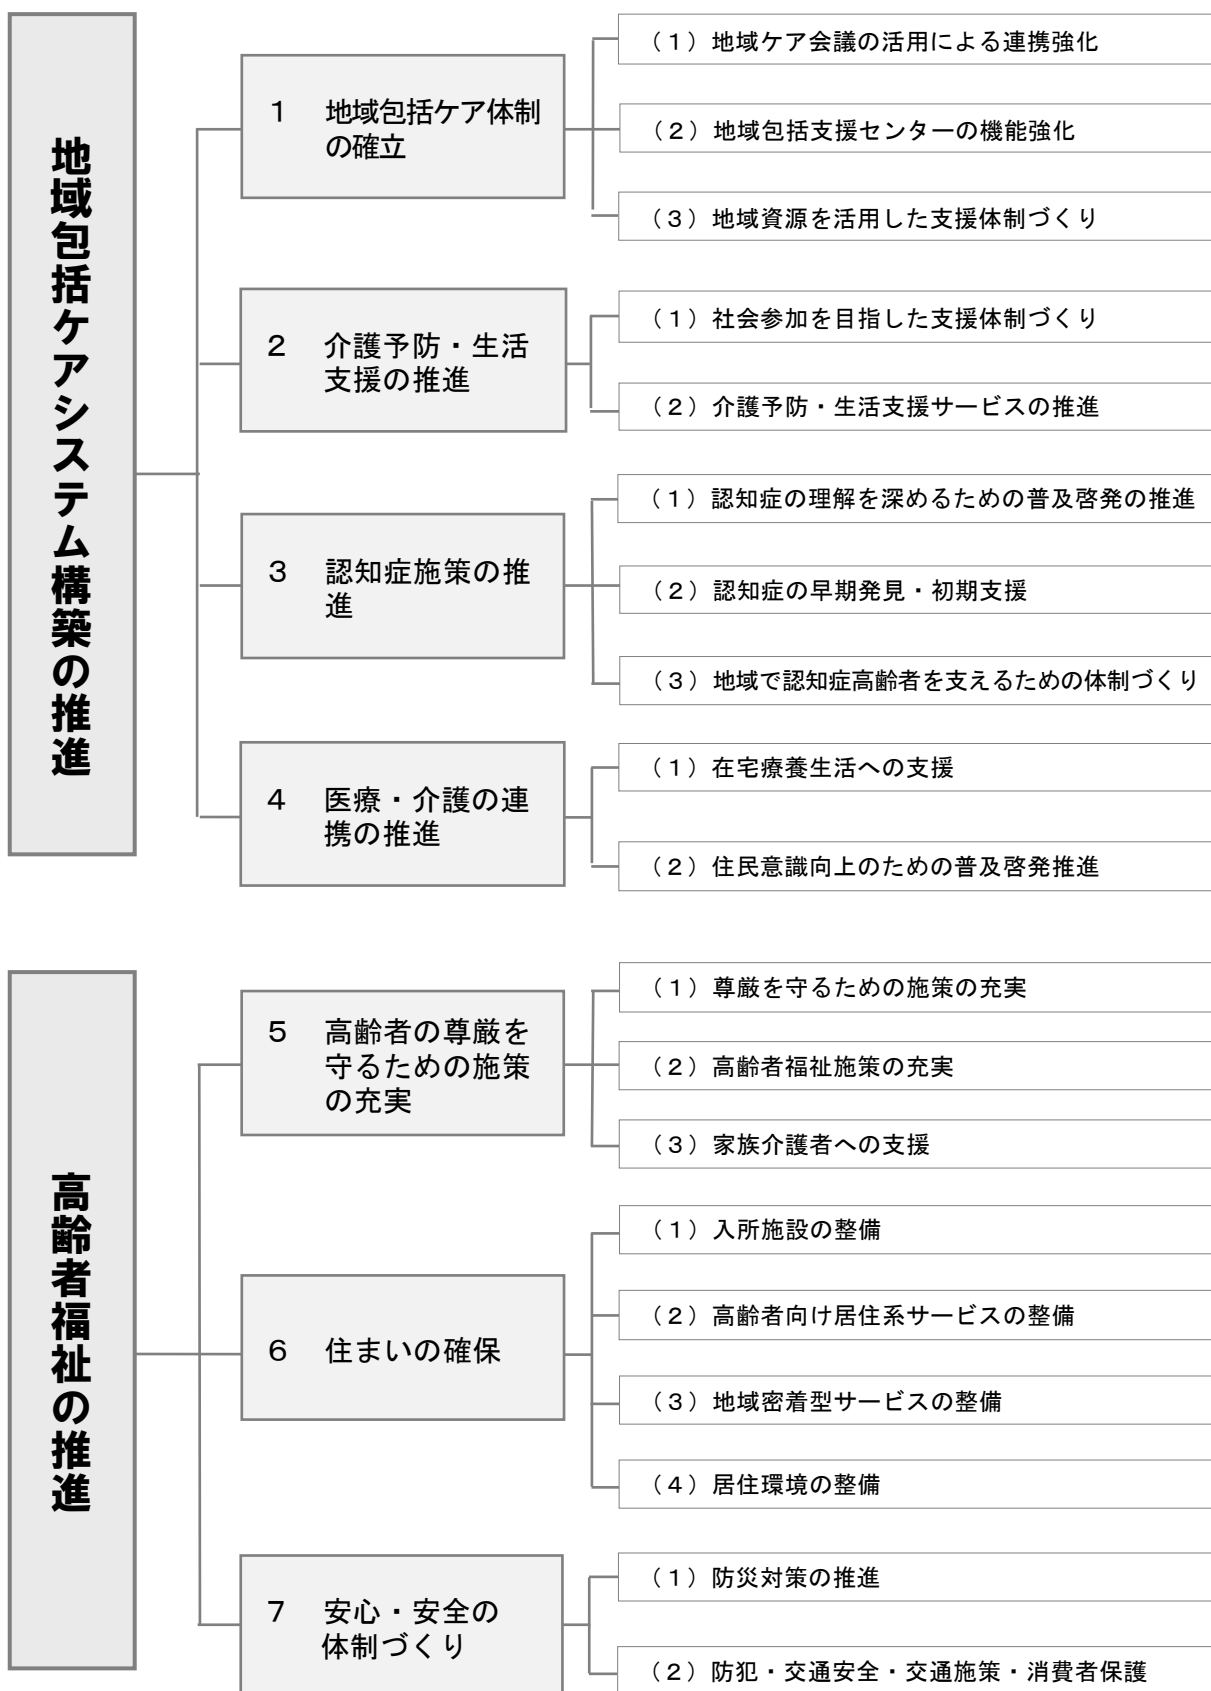 地域包括ケアシステム構築の推進
1 地域包括ケア体制
の確立
(1)地域ケア会議の活用による連携強化
(2)地域包括支援センターの機能強化
(3)地域資源を活用した支援体制づくり
2 介護予防・生活
支援の推進
(1)社会参加を目指した支援体制づくり
(2)介護予防・生活支援サービスの推進
3 認知症施策の推
進
(1)認知症の理解を深めるための普及啓発の推進
(2)認知症の早期発見・初期支援
(3)地域で認知症高齢者を支えるための体制づくり
4 医療・介護の連
携の推進
(1)在宅療養生活への支援
(2)住民意識向上のための普及啓発推進
高齢者福祉の推進
5 高齢者の尊厳を
守るための施策
の充実
(1)尊厳を守るための施策の充実
(2)高齢者福祉施策の充実
(3)家族介護者への支援
6 住まいの確保
(1)入所施設の整備
(2)高齢者向け居住系サービスの整備
(3)地域密着型サービスの整備
(4)居住環境の整備
7 安心・安全の
体制づくり
(1)防災対策の推進
(2)防犯・交通安全・交通施策・消費者保護